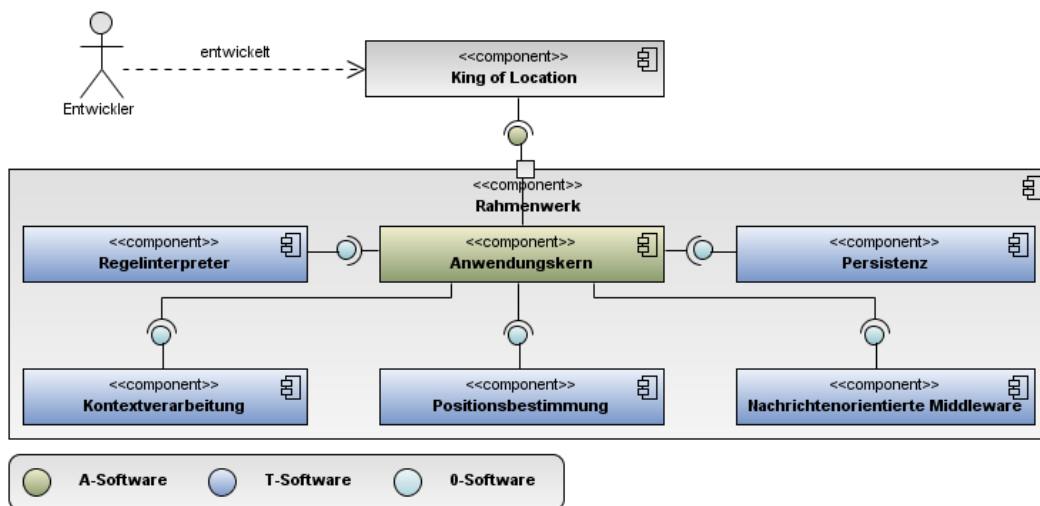 entwickelt
Entwickler
<<component>>
King of Location
<<component>>
Rahmenwerk
<<component>>
Regelinterpreter
<<component>>
Anwendungskern
<<component>>
Persistenz
<<component>>
Kontextverarbeitung
<<component>>
Positionsbestimmung
<<component>>
Nachrichtenorientierte Middleware
A-Software
T-Software
0-Software